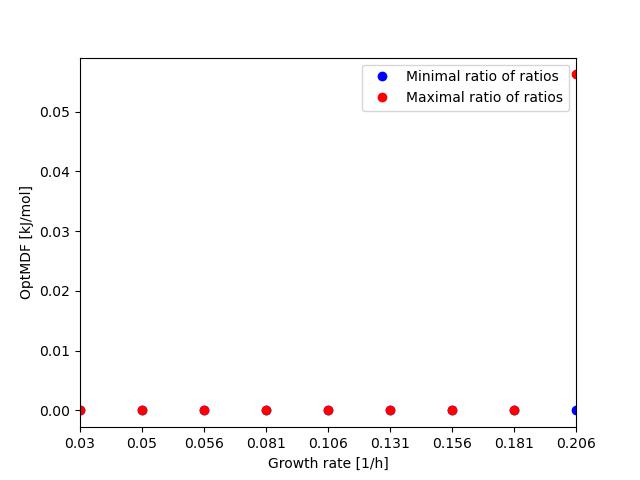 Minimal ratio of ratios
Maximal ratio of ratios
0.05
0.04
0.03
0.02
0.01
0.00
OptMDF [kJ/mol]
0.03 0.05 0.056 0.081 0.106 0.131 0.156 0.181 0.206
Growth rate [1/h]